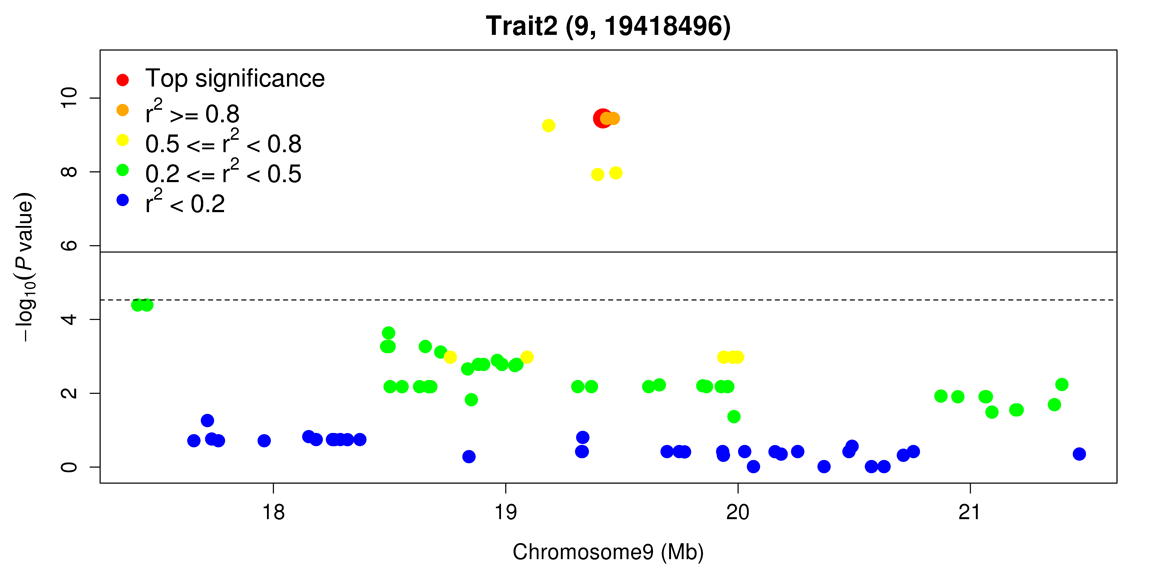 Trait2 (9, 19418496)
Top significance
r² >= 0.8
0.5 <= r² < 0.8
0.2 <= r² < 0.5
r² < 0.2
−log₁₀(P value)
10
8
6
4
2
0
18 19 20 21
Chromosome9 (Mb)